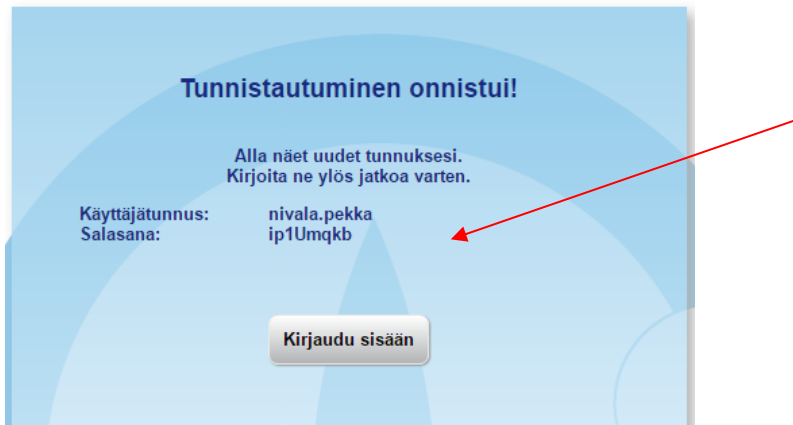 Tunnistautuminen onnistui!
Alla näet uudet tunnuksesi.
Kirjoita ne ylös jatkoa varten.
Käyttäjätunnus: nivala.pekka
Salasana: ip1Umqkb
Kirjaudu sisään